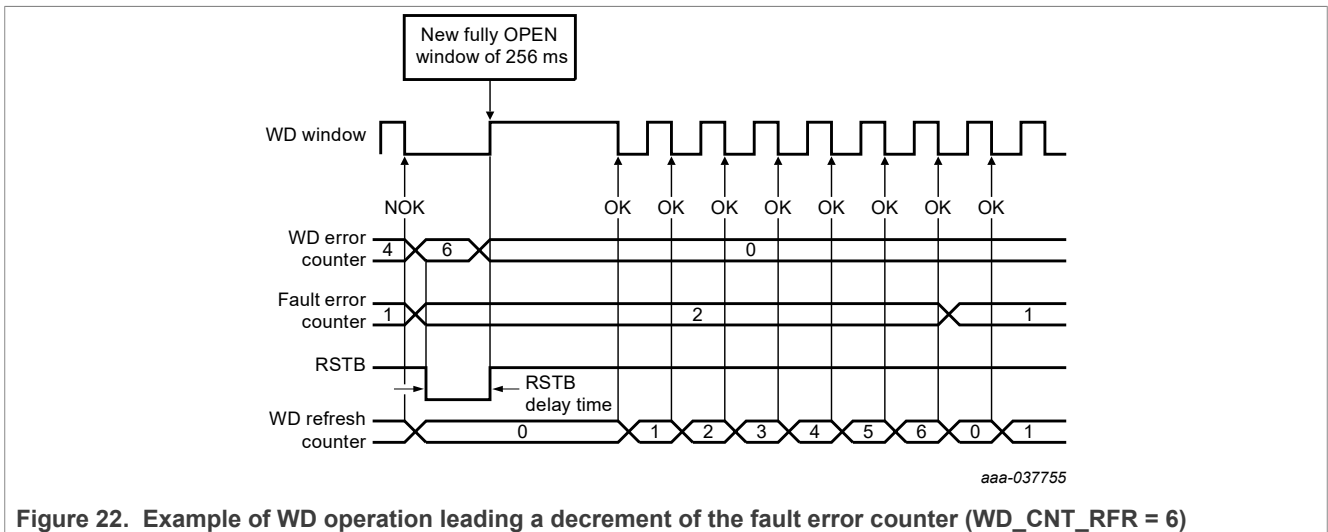 New fully OPEN
window of 256 ms
WD window
NOK OK OK OK OK OK OK OK OK
WD error
counter
4 6 0
Fault error
counter
1 2 1
RSTB
RSTB
delay time
WD refresh
counter
0 1 2 3 4 5 6 0 1
aaa-037755
Figure 22. Example of WD operation leading a decrement of the fault error counter (WD_CNT_RFR = 6)